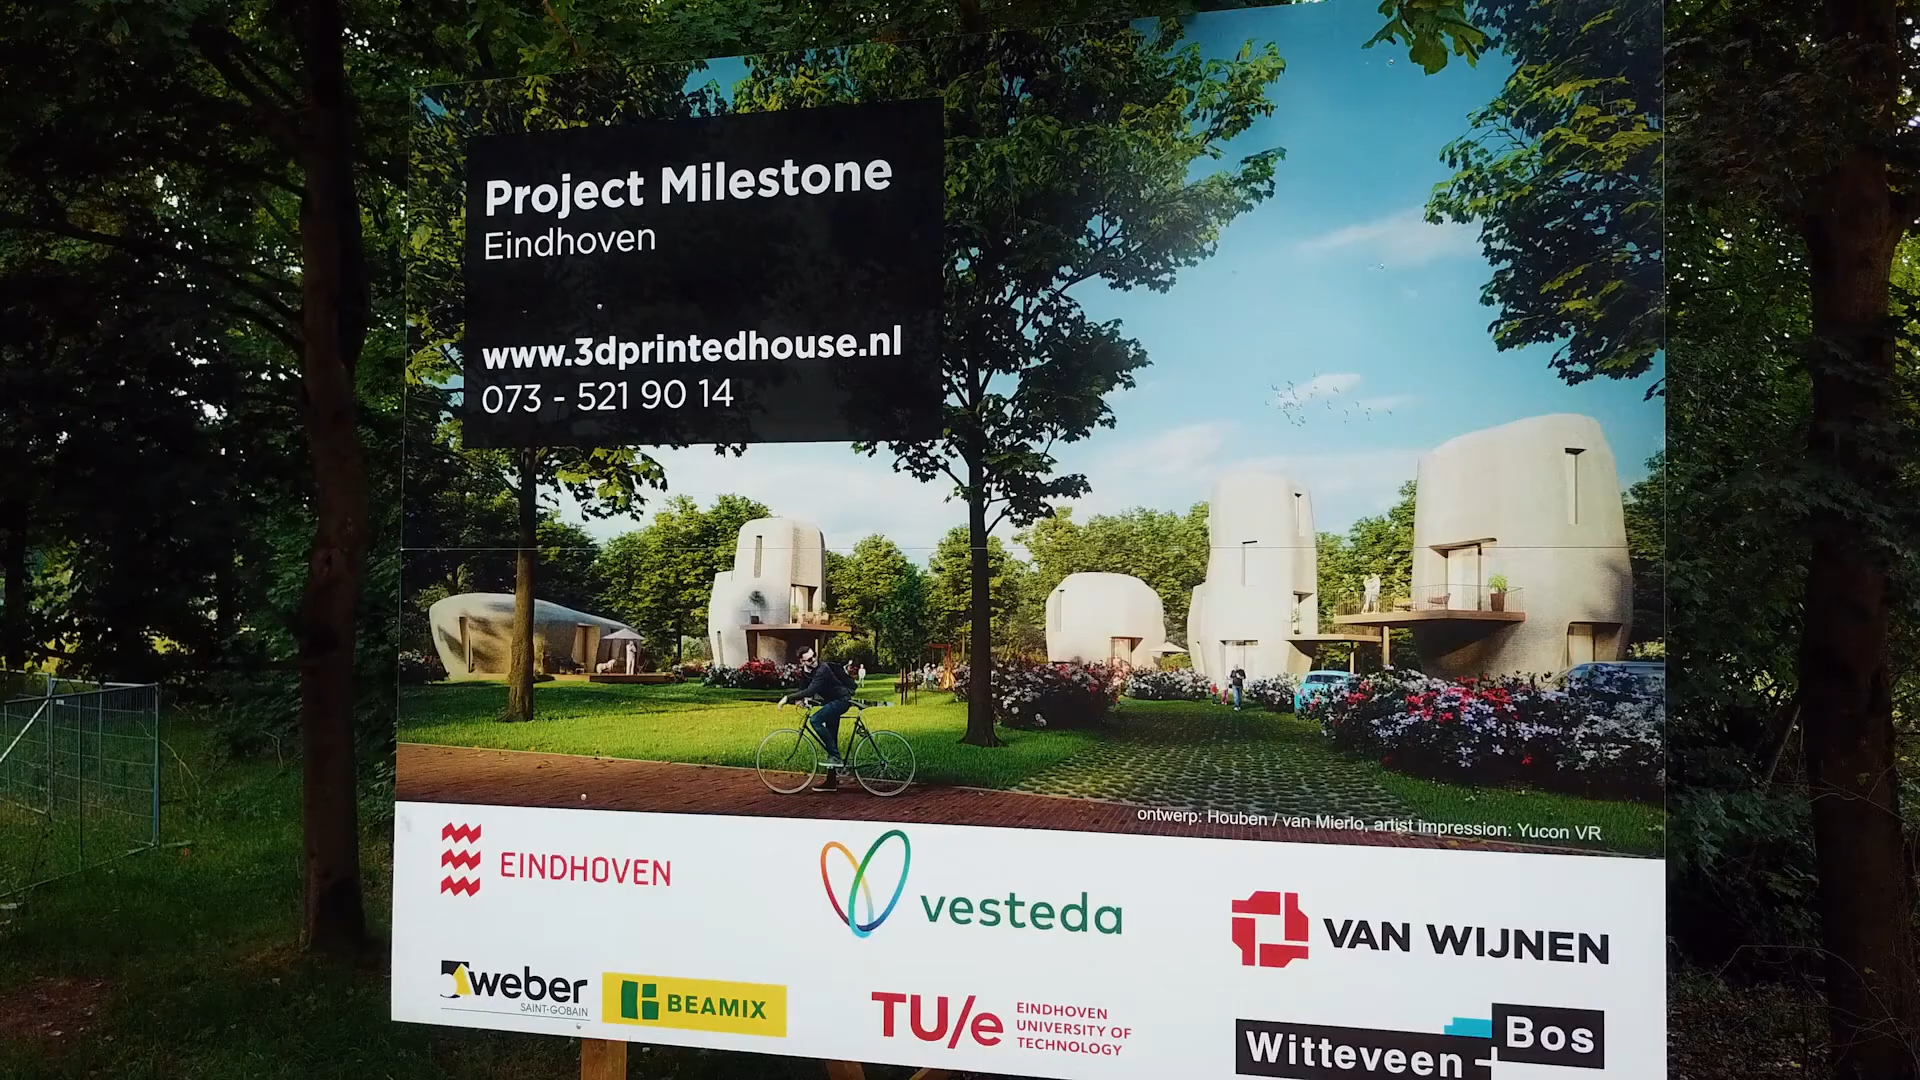 Project Milestone
Eindhoven
www.3dprintedhouse.nl
073 - 521 90 14
ontwerp: Houben / van Mierlo, artist impression: Yucon VR
EINDHOVEN
vesteda
VAN WIJNEN
weber
SAINT-GOBAIN
BEAMIX
TU/e
EINDHOVEN
UNIVERSITY OF
TECHNOLOGY
Witteveen+
Bos